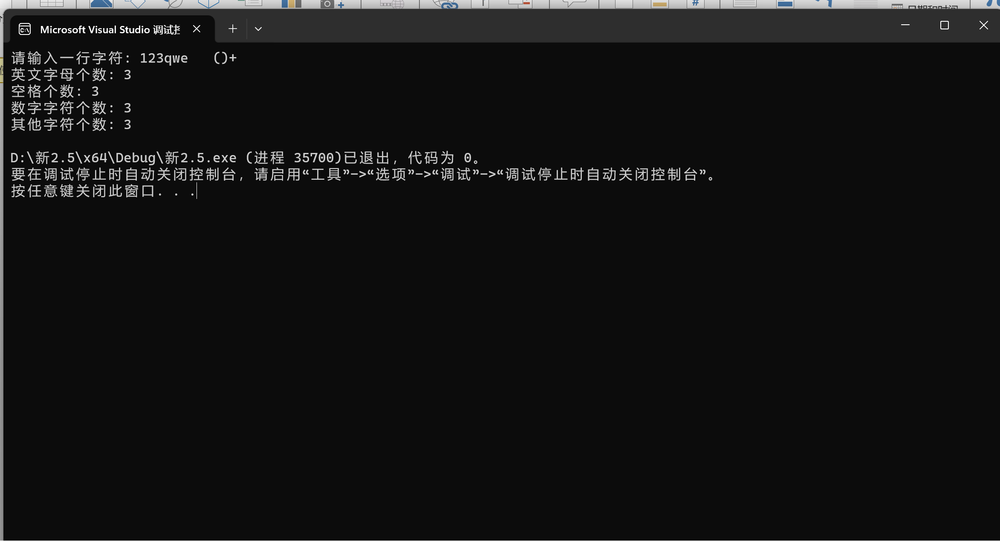 日期和时间
Microsoft Visual Studio 调试
请输入一行字符: 123qwe   ()+
英文字母个数: 3
空格个数: 3
数字字符个数: 3
其他字符个数: 3
D:\新2.5\x64\Debug\新2.5.exe (进程 35700)已退出，代码为 0。
要在调试停止时自动关闭控制台，请启用“工具”->“选项”->“调试”->“调试停止时自动关闭控制台”。
按任意键关闭此窗口. . .